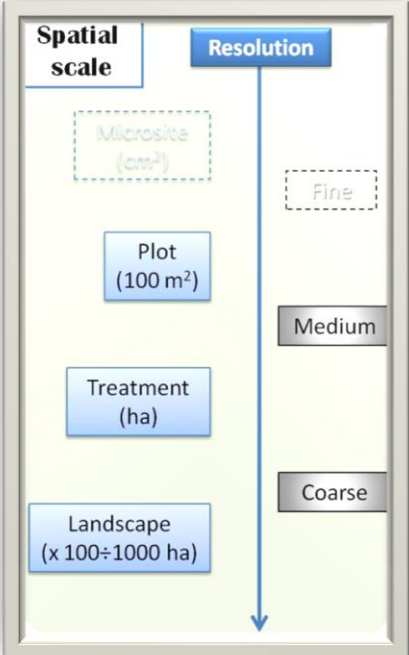 Spatial
scale
Resolution
Microsite
(cm²)
Fine
Plot
(100 m²)
Medium
Treatment
(ha)
Coarse
Landscape
(x 100÷1000 ha)